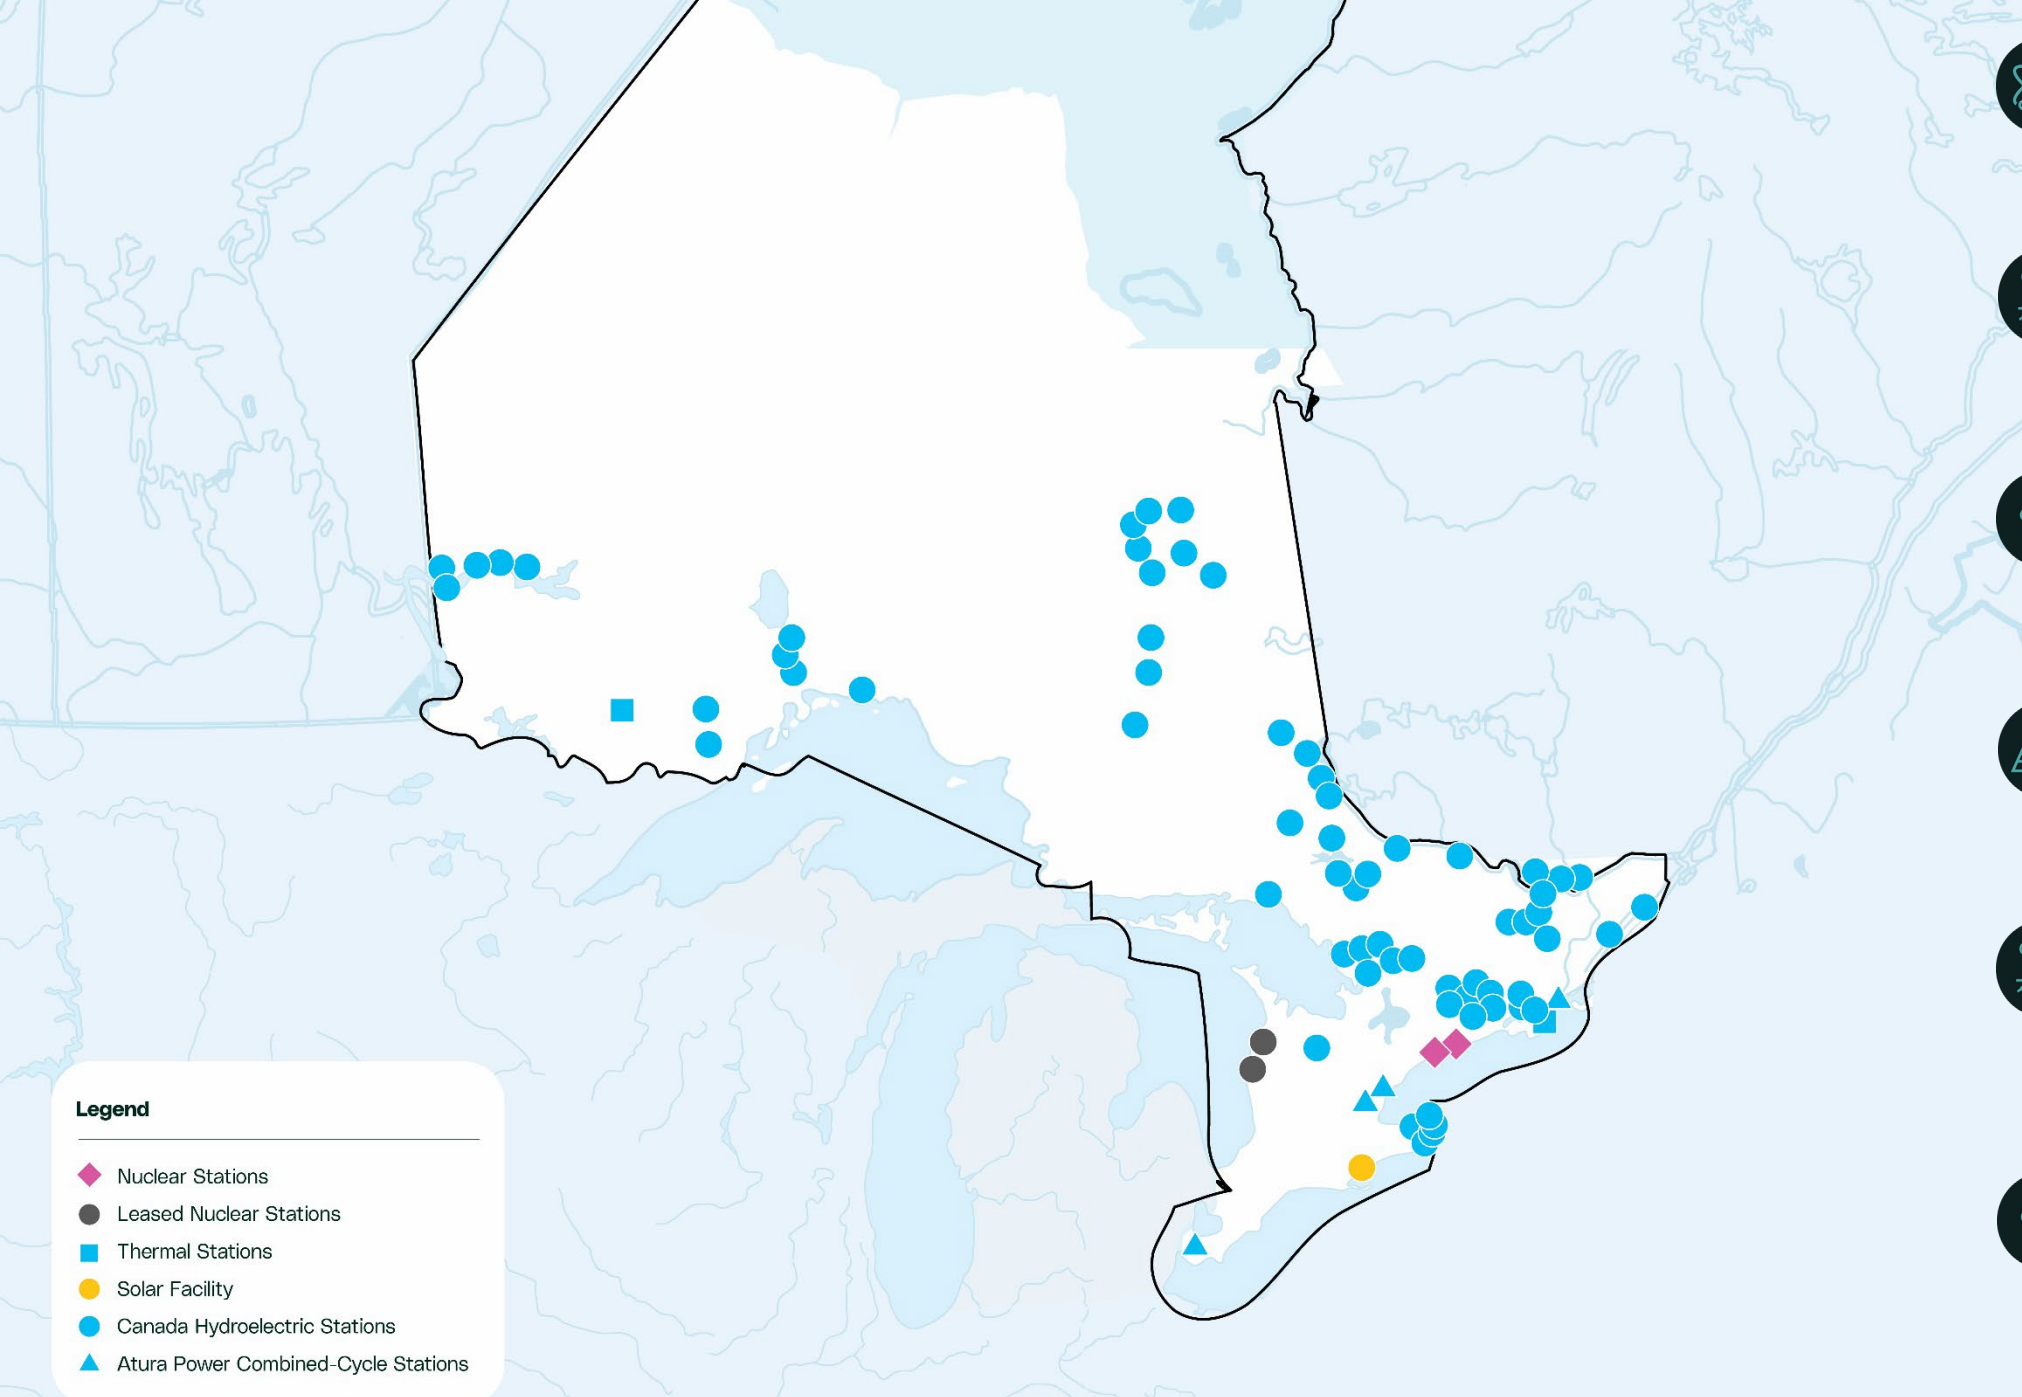 Legend
Nuclear Stations
Leased Nuclear Stations
Thermal Stations
Solar Facility
Canada Hydroelectric Stations
Atura Power Combined-Cycle Stations